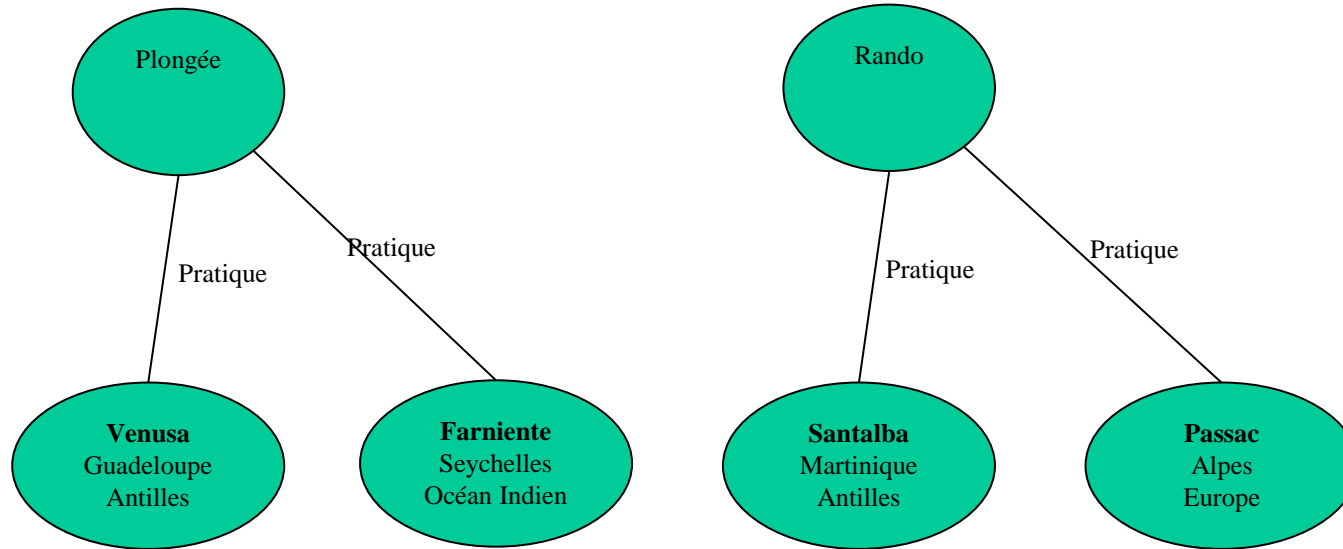 Plongée
Rando
Pratique
Pratique
Pratique
Pratique
Venusa
Guadeloupe
Antilles
Farniente
Seychelles
Océan Indien
Santalba
Martinique
Antilles
Passac
Alpes
Europe